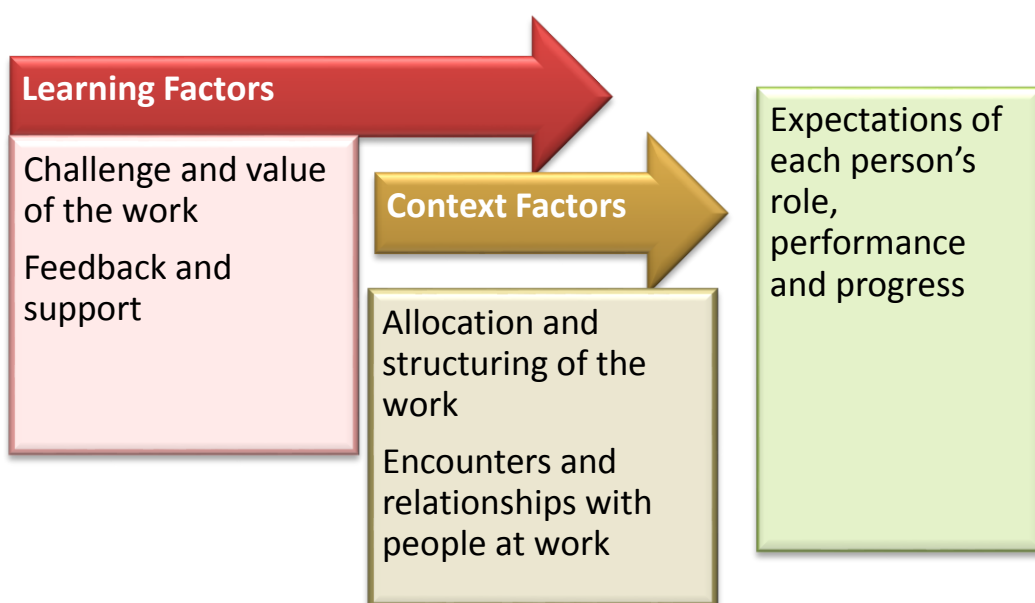 Learning Factors
Challenge and value
of the work
Feedback and
support
Context Factors
Allocation and
structuring of the
work
Encounters and
relationships with
people at work
Expectations of
each person’s
role,
performance
and progress